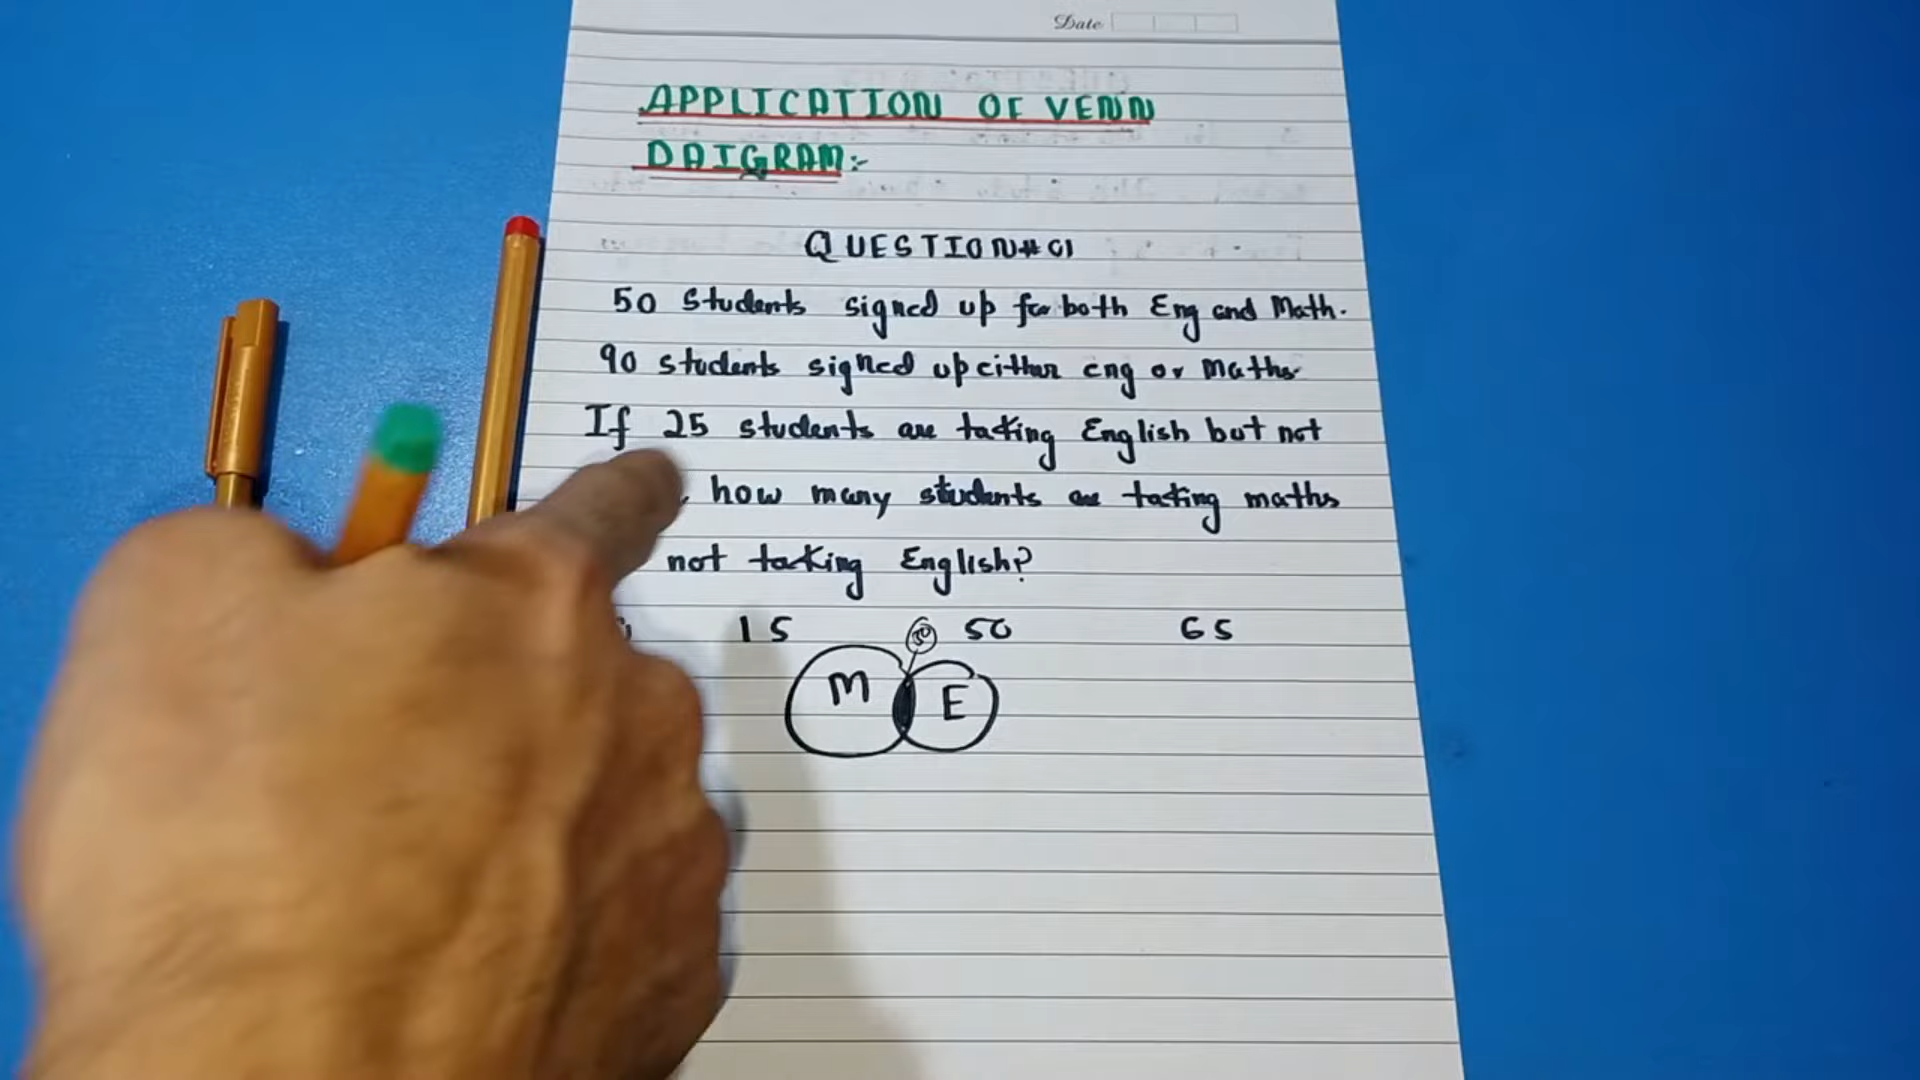 Date
APPLICATION OF VENN
DAIGRAM:-
QUESTION#01
50 Students signed up for both Eng and Math.
90 students signed up either eng or Maths.
If 25 students are taking English but not
how many students are taking maths
not taking English?
15 50 50 65
M E